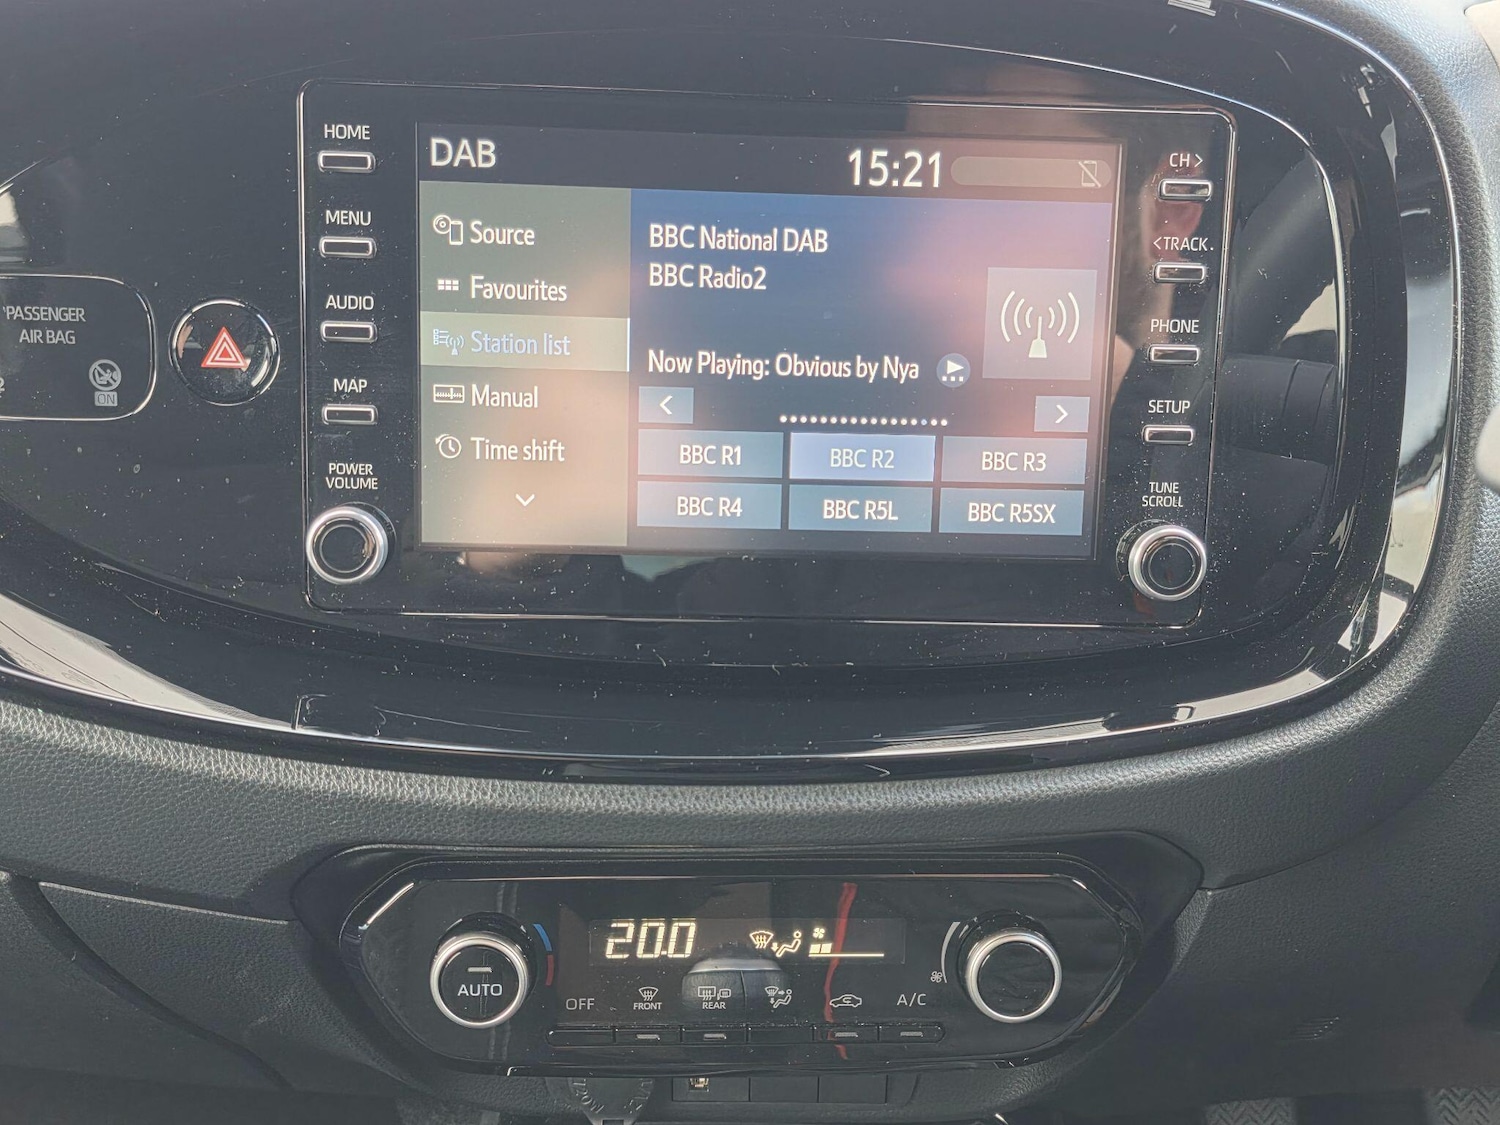 HOME
MENU
AUDIO
MAP
POWER
VOLUME
PASSENGER
AIR BAG
ON
DAB
15:21
Source
Favourites
Station list
Manual
Time shift
BBC National DAB
BBC Radio2
Now Playing: Obvious by Nya
BBC R1
BBC R2
BBC R3
BBC R4
BBC R5L
BBC R5SX
CH >
< TRACK
PHONE
SETUP
TUNE
SCROLL
20.0
AUTO
OFF
FRONT
REAR
A/C